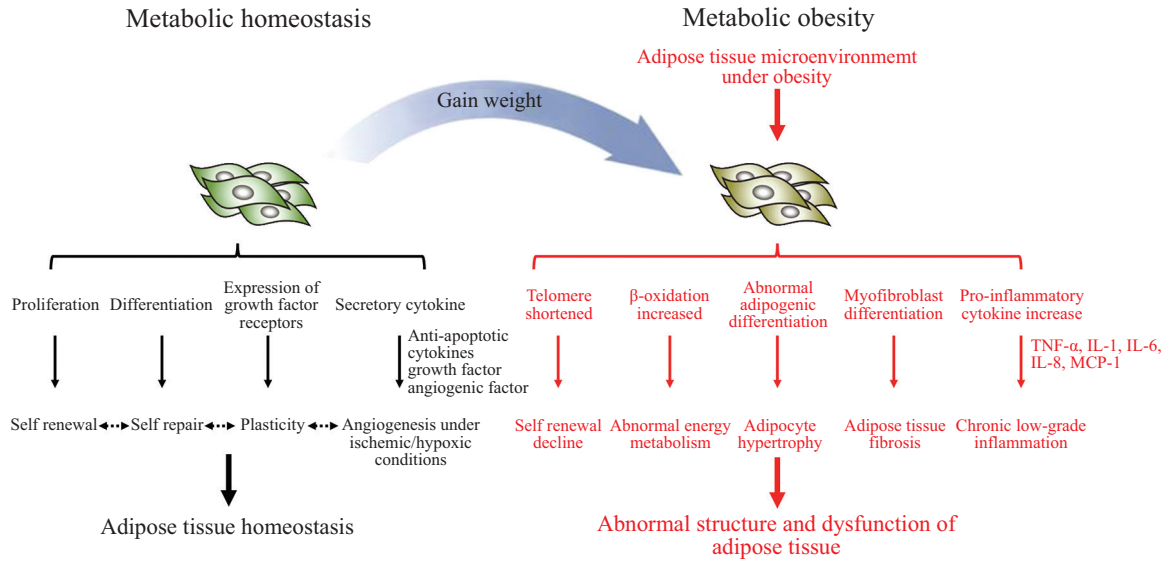 Metabolic homeostasis
Metabolic obesity
Adipose tissue microenvironmemt
under obesity
Gain weight
Proliferation
Differentiation
Expression of
growth factor
receptors
Secretory cytokine
Anti-apoptotic
cytokines
growth factor
angiogenic factor
Self renewal
Self repair
Plasticity
Angiogenesis under
ischemic/hypoxic
conditions
Adipose tissue homeostasis
Telomere
shortened
β-oxidation
increased
Abnormal
adipogenic
differentiation
Myofibroblast
differentiation
Pro-inflammatory
cytokine increase
TNF-α, IL-1, IL-6,
IL-8, MCP-1
Self renewal
decline
Abnormal energy
metabolism
Adipocyte
hypertrophy
Adipose tissue
fibrosis
Chronic low-grade
inflammation
Abnormal structure and dysfunction of
adipose tissue